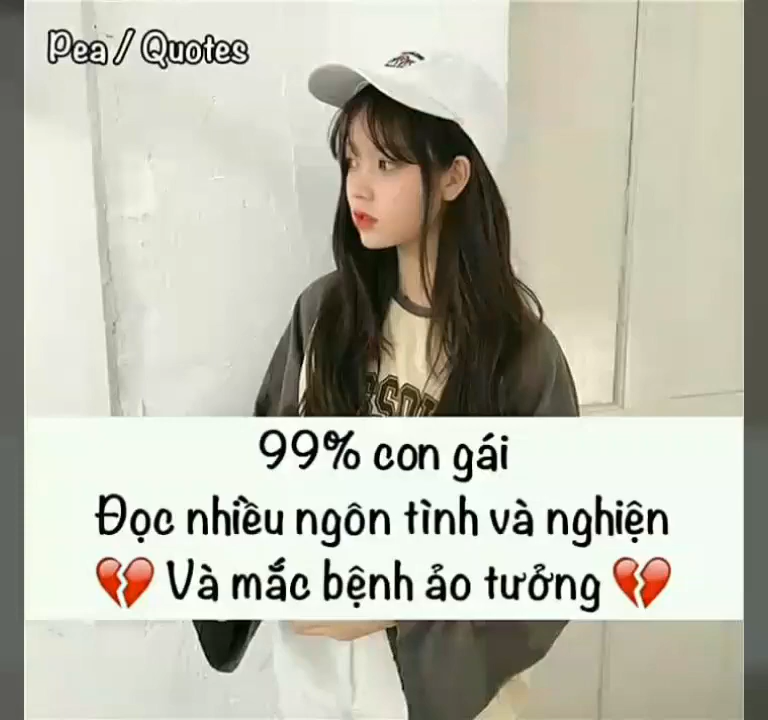 Pea / Quotes
99% con gái
Đọc nhiều ngôn tình và nghiện
💔 Và mắc bệnh ảo tưởng 💔